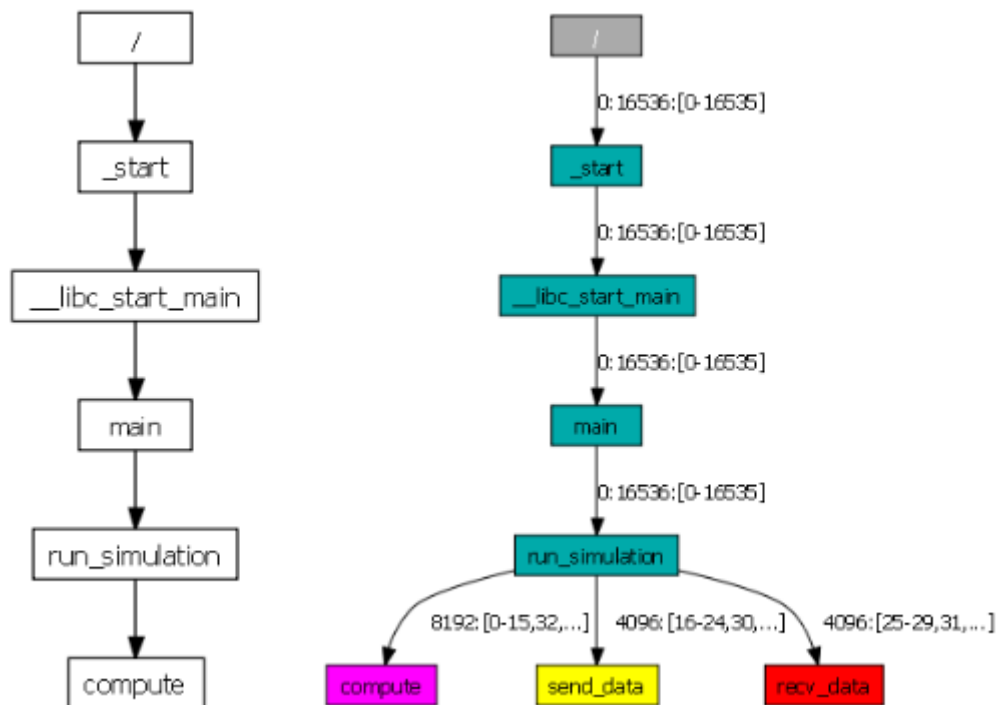 /
_start
__libc_start_main
main
run_simulation
compute
/
0:16536:[0-16535]
_start
0:16536:[0-16535]
__libc_start_main
0:16536:[0-16535]
main
0:16536:[0-16535]
run_simulation
8192:[0-15,32,...]
4096:[16-24,30,...]
4096:[25-29,31,...]
compute
send_data
recv_data